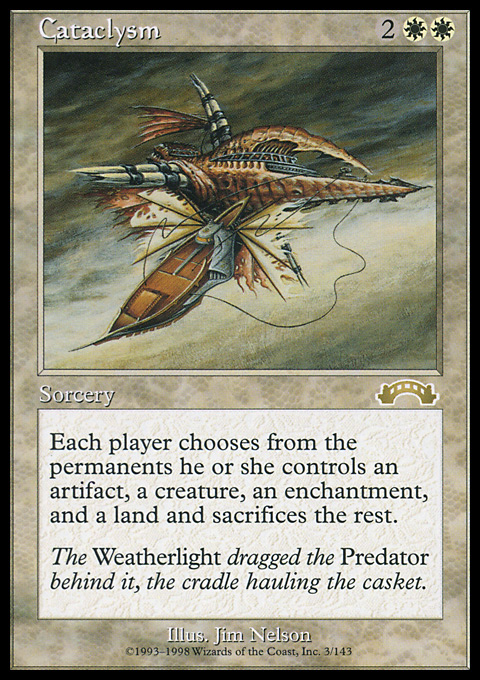 Cataclysm 2
Sorcery
Each player chooses from the
permanents he or she controls an
artifact, a creature, an enchantment,
and a land and sacrifices the rest.
The Weatherlight dragged the Predator
behind it, the cradle hauling the casket.
Illus. Jim Nelson
©1993–1998 Wizards of the Coast, Inc. 3/143